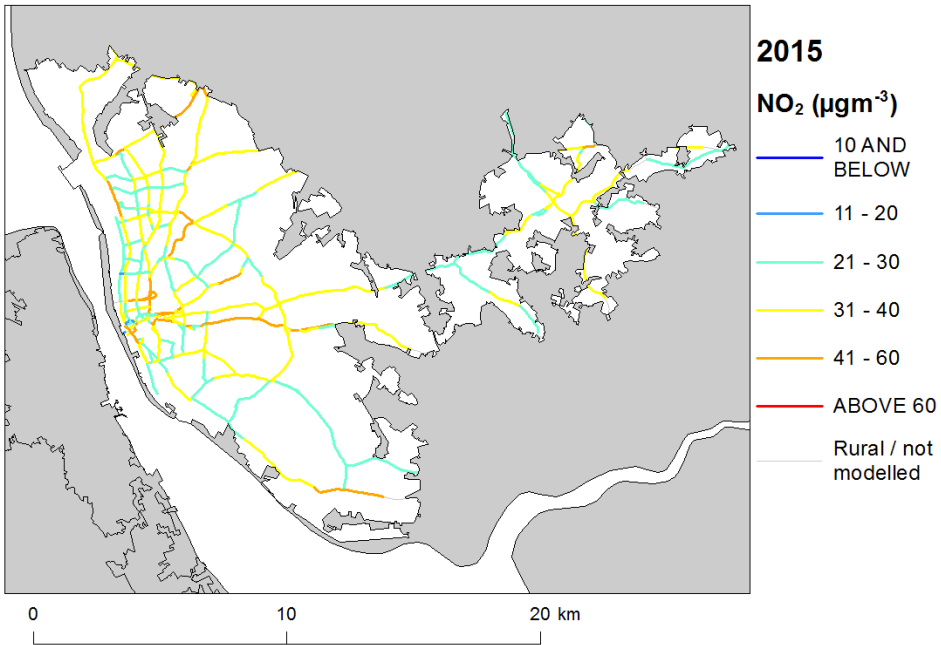 2015
NO₂ (µgm⁻³)
10 AND
BELOW
11 - 20
21 - 30
31 - 40
41 - 60
ABOVE 60
Rural / not
modelled
0 10 20 km